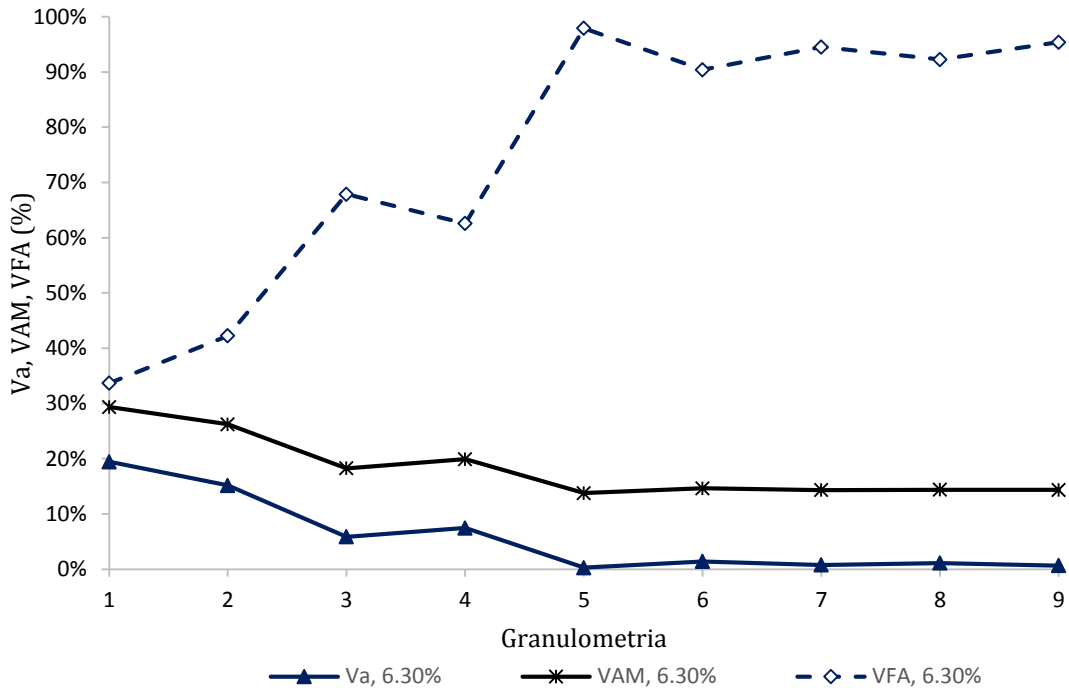 100%
90%
80%
70%
60%
50%
40%
30%
20%
10%
0%
Va, VAM, VFA (%)
1 2 3 4 5 6 7 8 9
Granulometria
Va, 6.30% VAM, 6.30% VFA, 6.30%